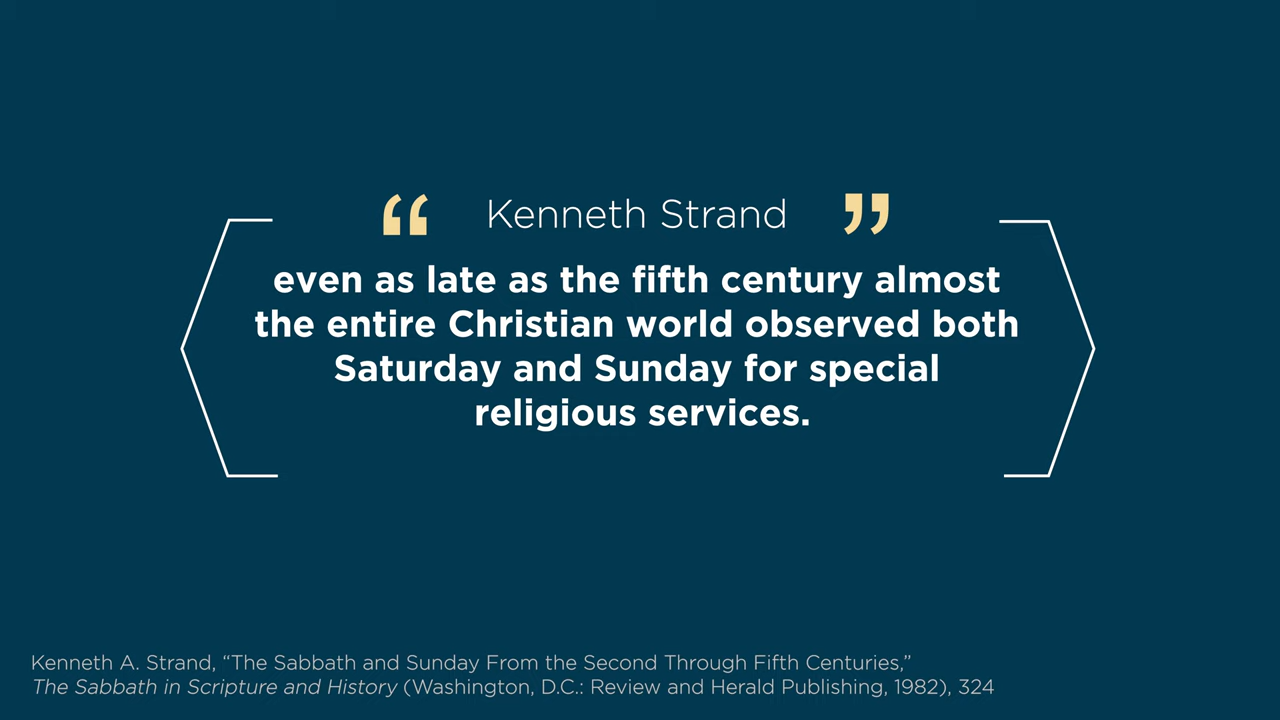 “ Kenneth Strand ”
even as late as the fifth century almost
the entire Christian world observed both
Saturday and Sunday for special
religious services.
Kenneth A. Strand, “The Sabbath and Sunday From the Second Through Fifth Centuries,”
The Sabbath in Scripture and History (Washington, D.C.: Review and Herald Publishing, 1982), 324